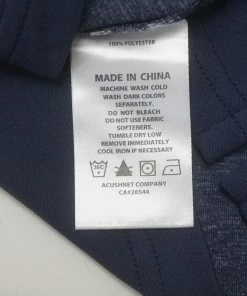 100% POLYESTER
MADE IN CHINA
MACHINE WASH COLD
WASH DARK COLORS
SEPARATELY.
DO NOT BLEACH
DO NOT USE FABRIC
SOFTENERS.
TUMBLE DRY LOW
REMOVE IMMEDIATELY
COOL IRON IF NECESSARY
30C
ACUSHNET COMPANY
CA#28544